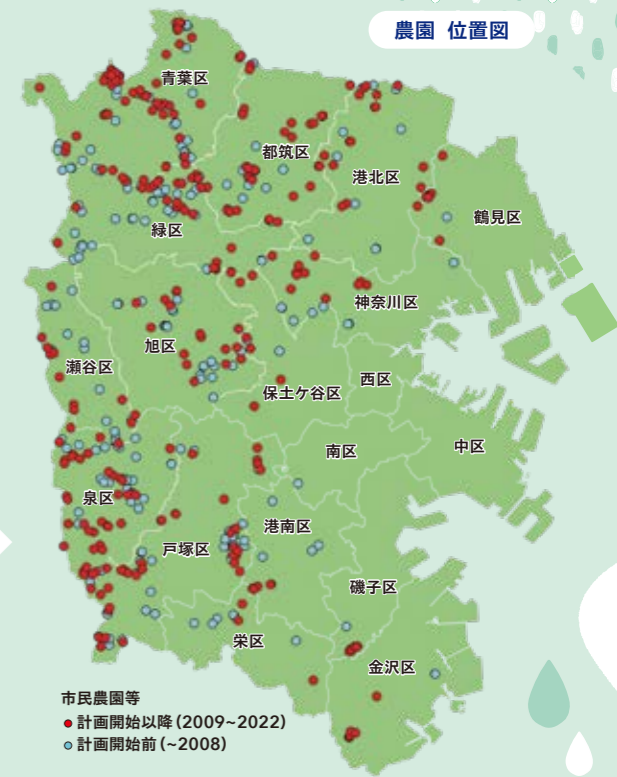 農園 位置図
青葉区
都筑区
港北区
鶴見区
緑区
神奈川区
旭区
瀬谷区
保土ケ谷区
西区
南区
中区
泉区
港南区
戸塚区
磯子区
栄区
金沢区
市民農園等
計画開始以降(2009~2022)
計画開始前(~2008)